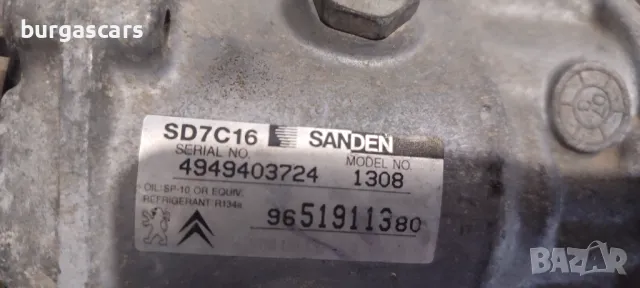 burgascars
SD7C16 SANDEN
SERIAL NO. MODEL NO.
4949403724 1308
OIL: SP-10 OR EQUIV.
REFRIGERANT: R134a
9651911380
BAZAR